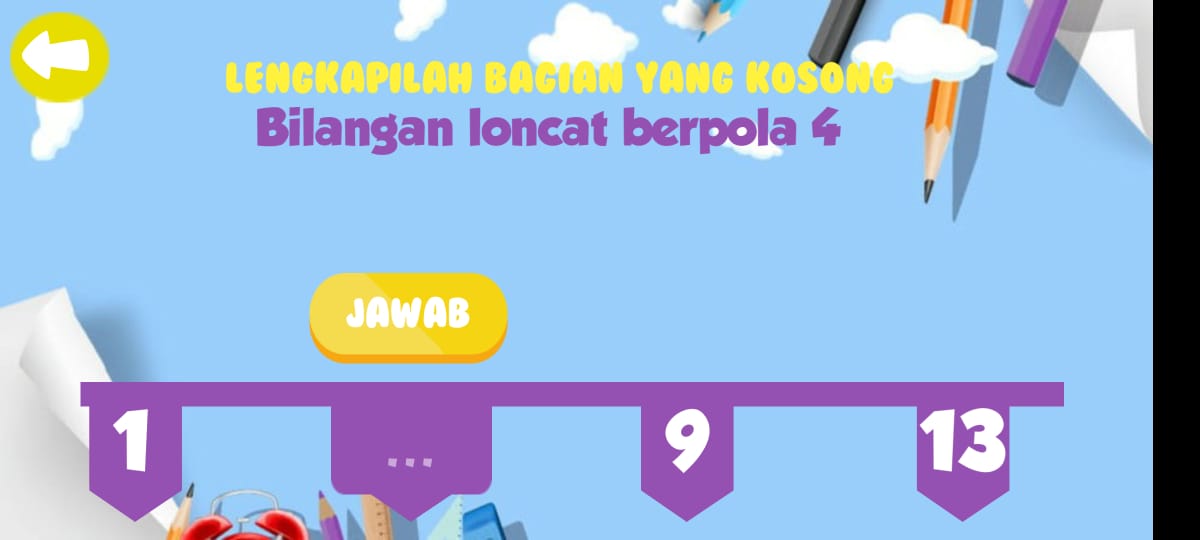 LENGKAPILAH BAGIAN YANG KOSONG
Bilangan loncat berpola 4
JAWAB
1 ... 9 13